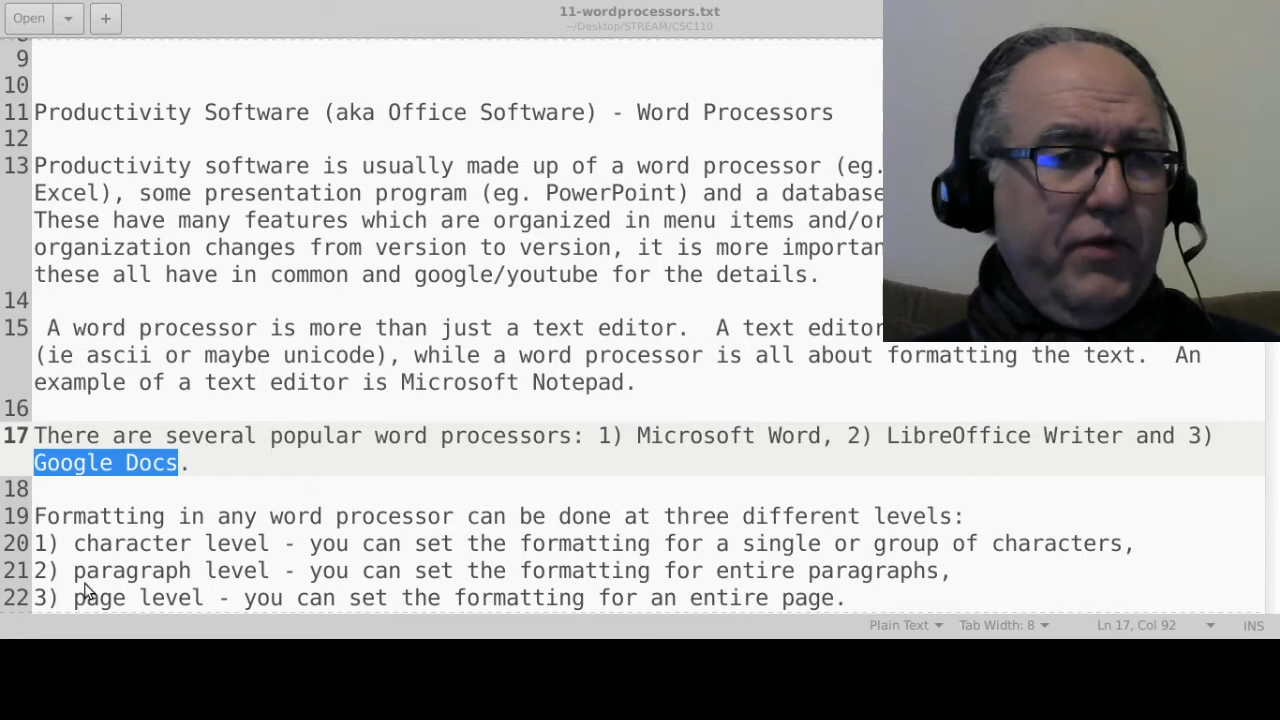 Open
11-wordprocessors.txt
~/Desktop/STREAM/CSC110
9
10
11 Productivity Software (aka Office Software) - Word Processors
12
13 Productivity software is usually made up of a word processor (eg.
Excel), some presentation program (eg. PowerPoint) and a database
These have many features which are organized in menu items and/or
organization changes from version to version, it is more important
these all have in common and google/youtube for the details.
14
15 A word processor is more than just a text editor.  A text editor
(ie ascii or maybe unicode), while a word processor is all about formatting the text.  An
example of a text editor is Microsoft Notepad.
16
17 There are several popular word processors: 1) Microsoft Word, 2) LibreOffice Writer and 3)
Google Docs.
18
19 Formatting in any word processor can be done at three different levels:
20 1) character level - you can set the formatting for a single or group of characters,
21 2) paragraph level - you can set the formatting for entire paragraphs,
22 3) page level - you can set the formatting for an entire page.
Plain Text Tab Width: 8 Ln 17, Col 92 INS